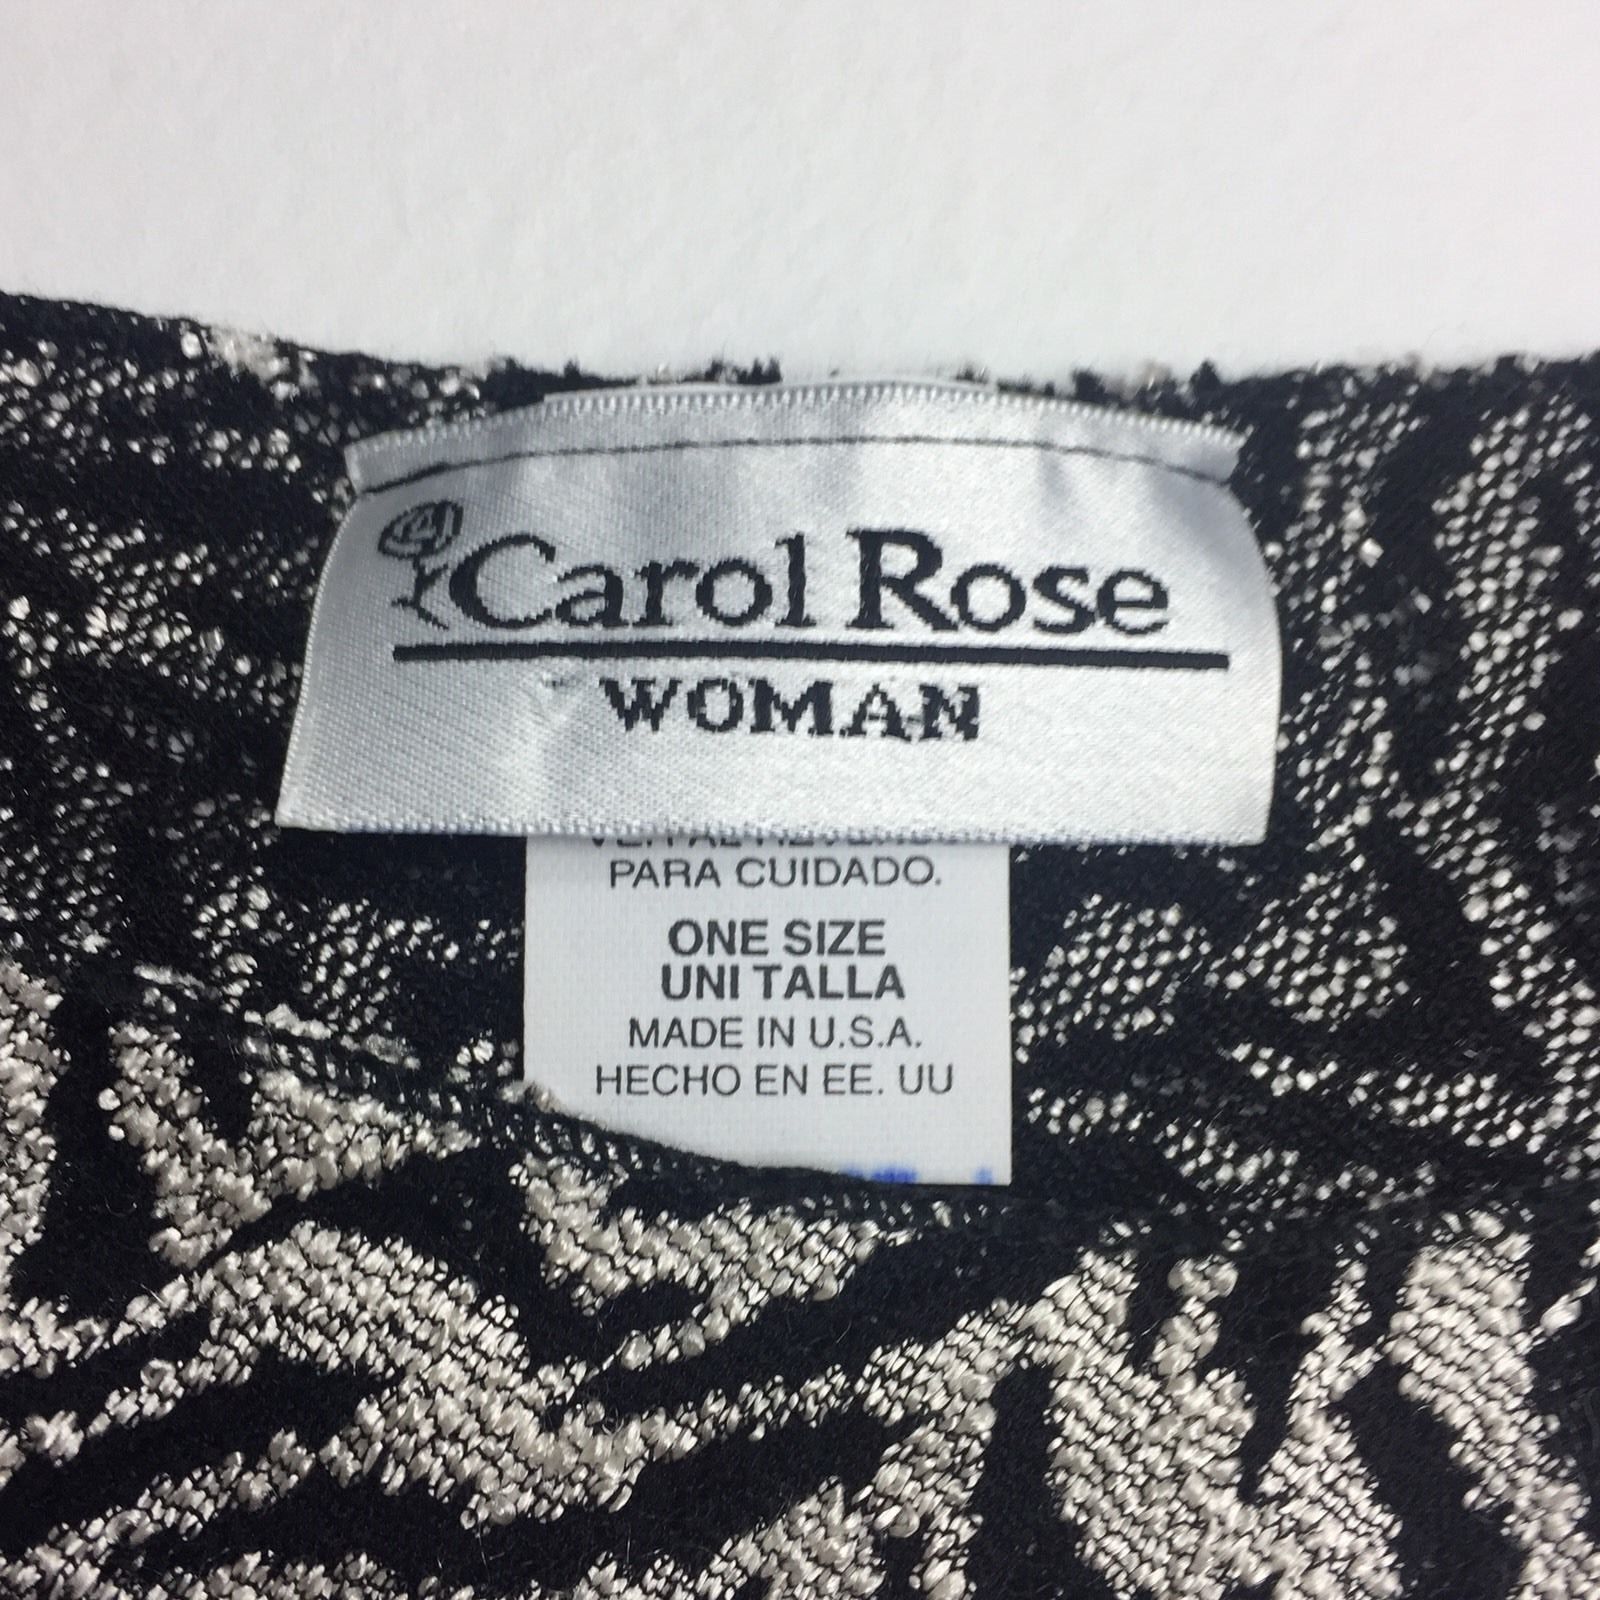 Carol Rose
WOMAN
PARA CUIDADO.
ONE SIZE
UNI TALLA
MADE IN U.S.A.
HECHO EN EE. UU